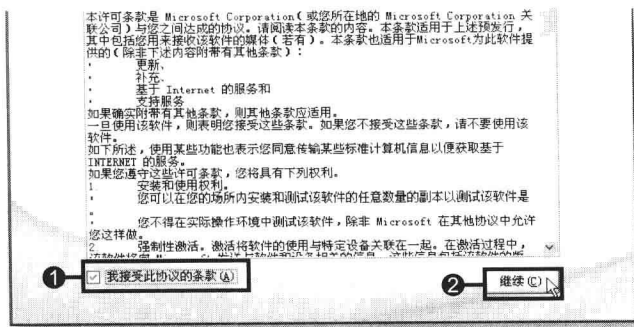 本许可条款是 Microsoft Corporation(或您所在地的 Microsoft Corporation 关
联公司)与您之间达成的协议。请阅读本条款的内容。本条款适用于上述预发行,
其中包括您用来接收该软件的媒体(若有)。本条款也适用于Microsoft为此软件提
供的(除非下述内容附带有其他条款):
· 更新、
· 补充、
· 基于 Internet 的服务和
· 支持服务
如果确实附带有其他条款,则其他条款应适用。
一旦使用该软件,则表明您接受这些条款。如果您不接受这些条款,请不要使用该
软件。
如下所述,使用某些功能也表示您同意传输某些标准计算机信息以便获取基于
INTERNET 的服务。
如果您遵守这些许可条款,您将具有下列权利。
1. 安装和使用权利。
· 您可以在您的场所内安装和测试该软件的任意数量的副本以测试该软件是
。
· 您不得在实际操作环境中测试该软件,除非 Microsoft 在其他协议中允许
您这样做。
2. 强制性激活。激活将软件的使用与特定设备关联在一起。在激活过程中,
1 我接受此协议的条款(A)
2 继续(C)